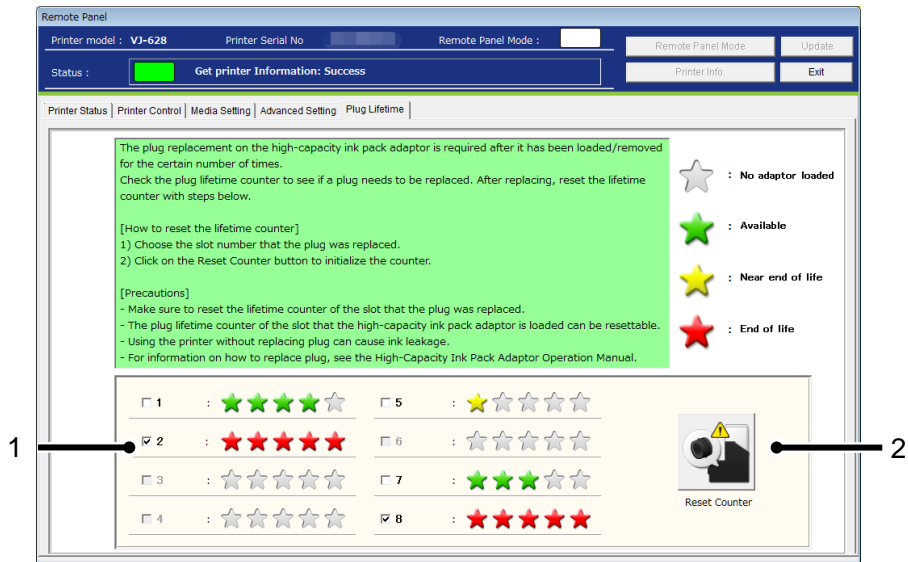 Remote Panel
Printer model : VJ-628 Printer Serial No Remote Panel Mode :
Remote Panel Mode Update
Status : Get printer Information: Success
Printer Info. Exit
Printer Status Printer Control Media Setting Advanced Setting Plug Lifetime
The plug replacement on the high-capacity ink pack adaptor is required after it has been loaded/removed
for the certain number of times.
Check the plug lifetime counter to see if a plug needs to be replaced. After replacing, reset the lifetime
counter with steps below.
[How to reset the lifetime counter]
1) Choose the slot number that the plug was replaced.
2) Click on the Reset Counter button to initialize the counter.
[Precautions]
- Make sure to reset the lifetime counter of the slot that the plug was replaced.
- The plug lifetime counter of the slot that the high-capacity ink pack adaptor is loaded can be resettable.
- Using the printer without replacing plug can cause ink leakage.
- For information on how to replace plug, see the High-Capacity Ink Pack Adaptor Operation Manual.
: No adaptor loaded
: Available
: Near end of life
: End of life
1 : 5 :
2 : 6 :
3 : 7 :
4 : 8 :
Reset Counter
1
2